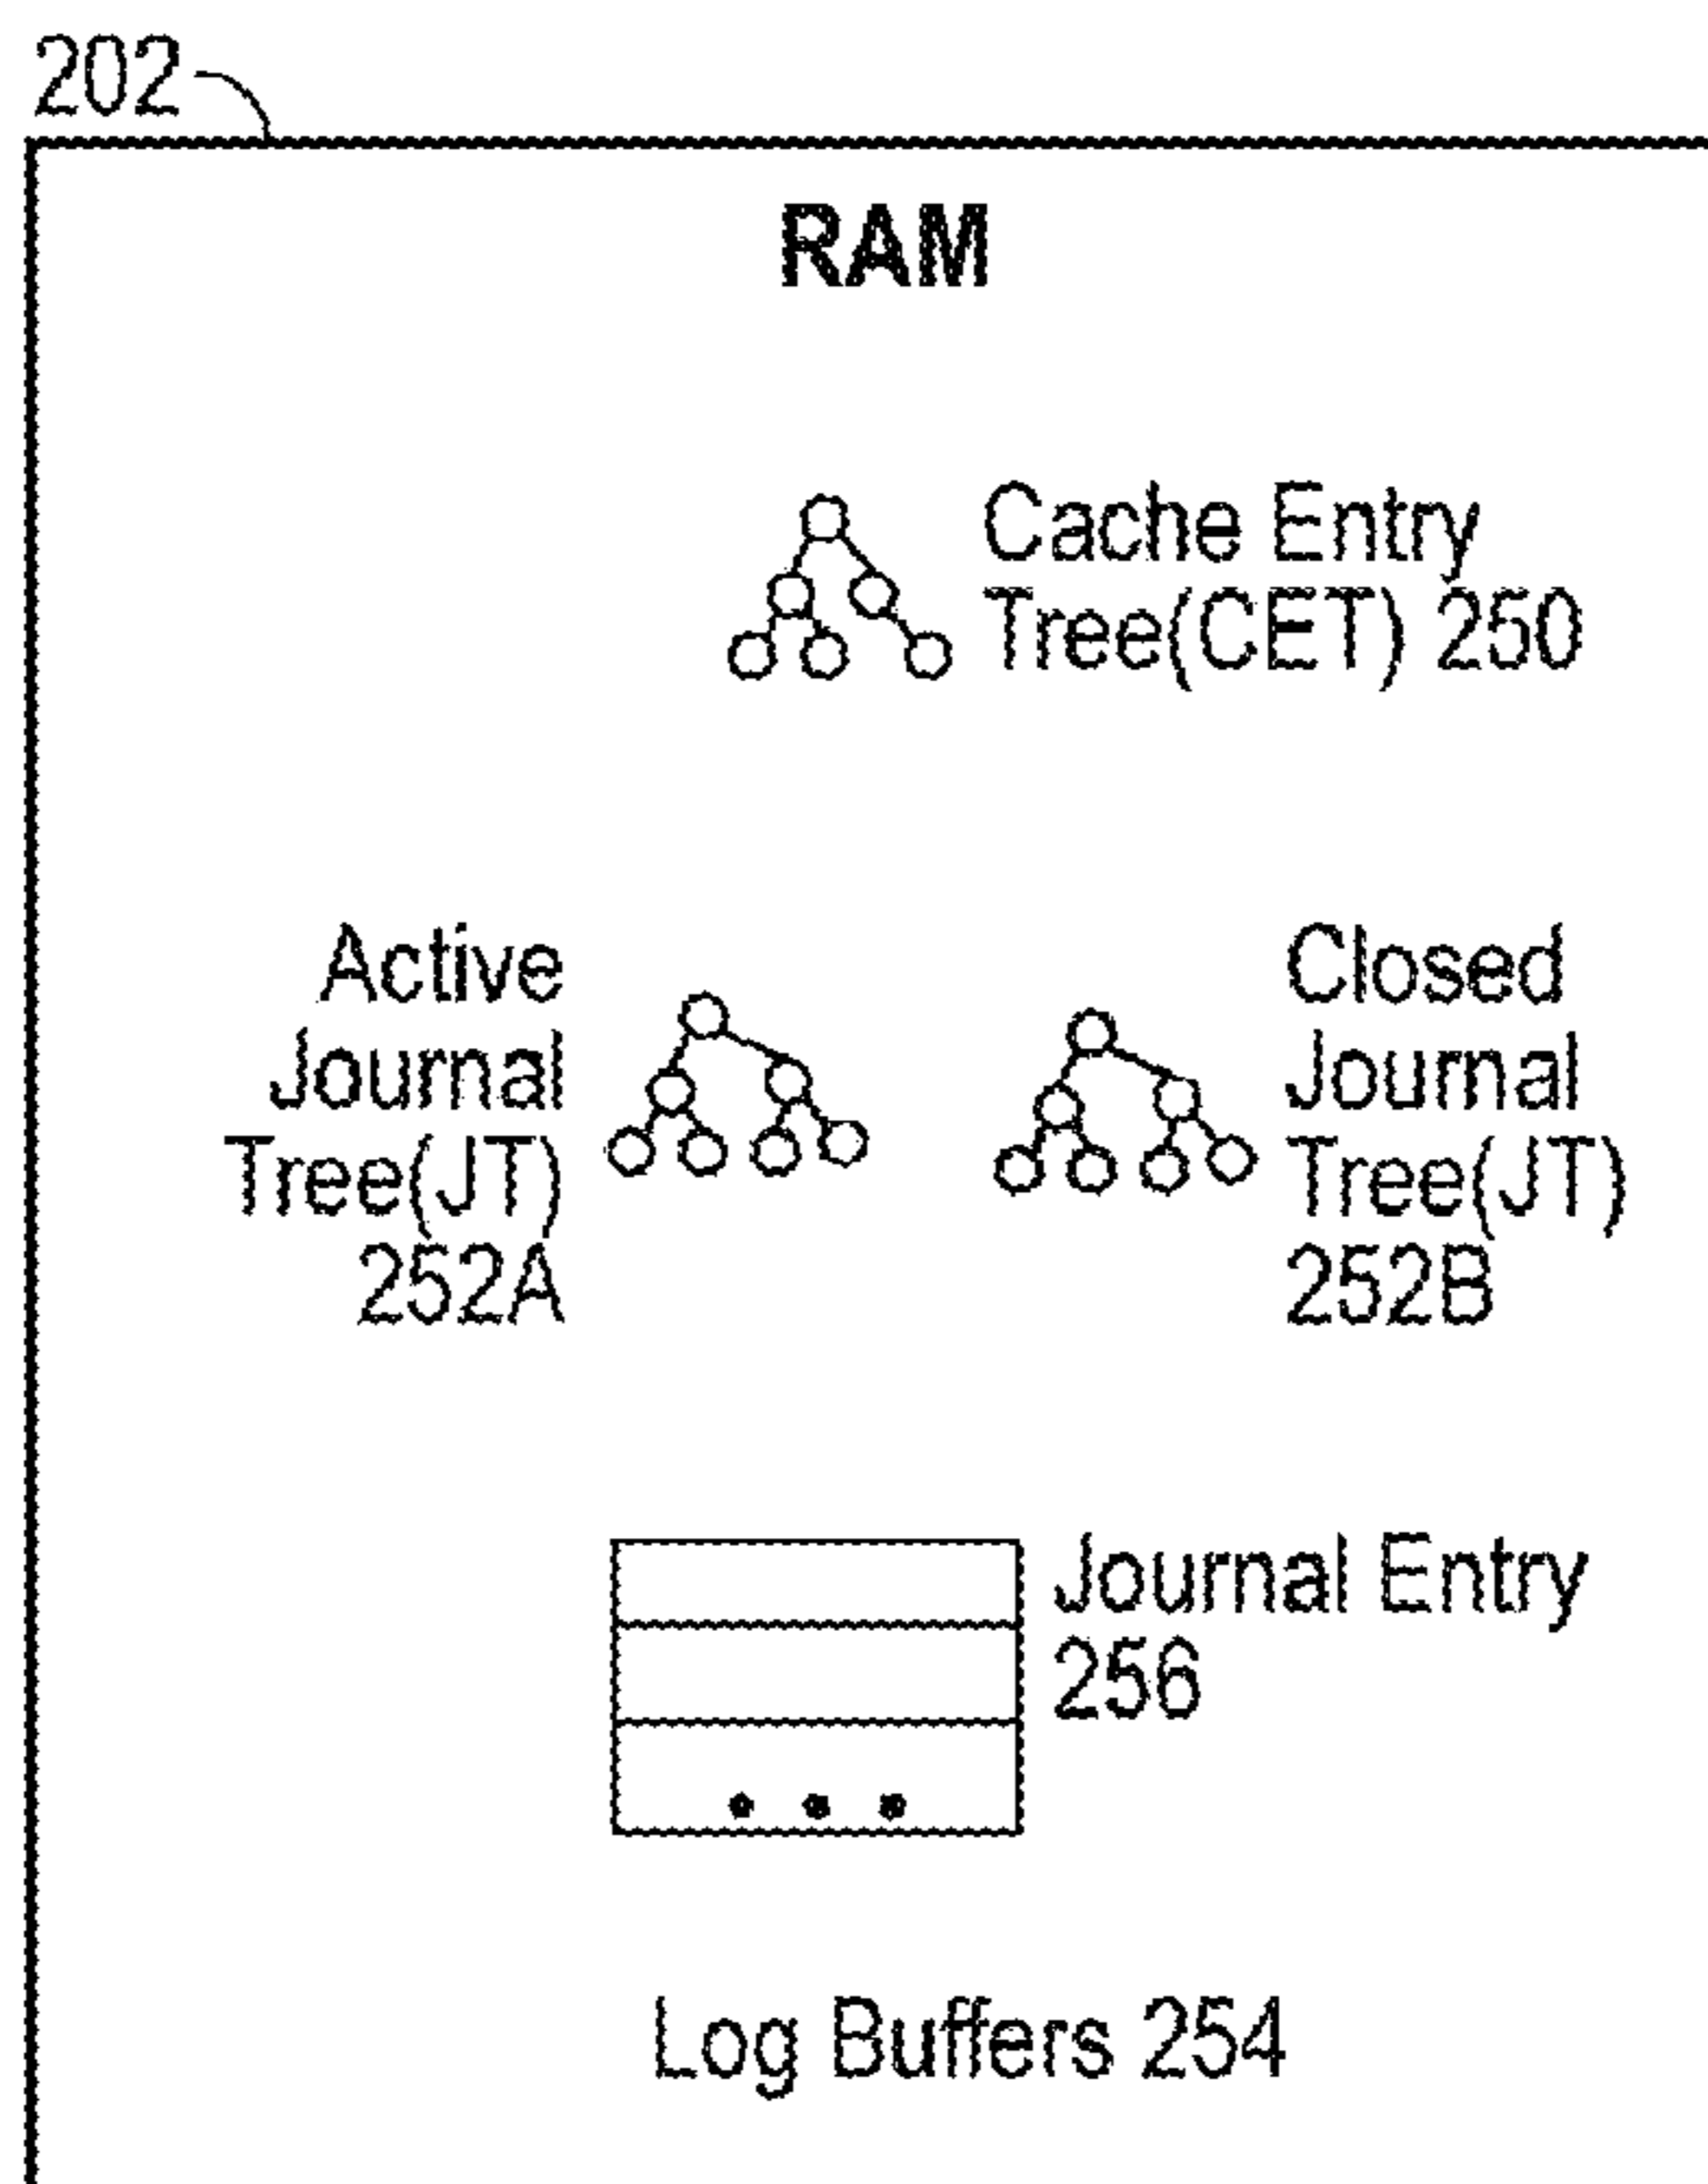 202
RAM
Cache Entry
Tree(CET) 250
Active
Journal
Tree(JT)
252A
Closed
Journal
Tree(JT)
252B
Journal Entry
256
Log Buffers 254